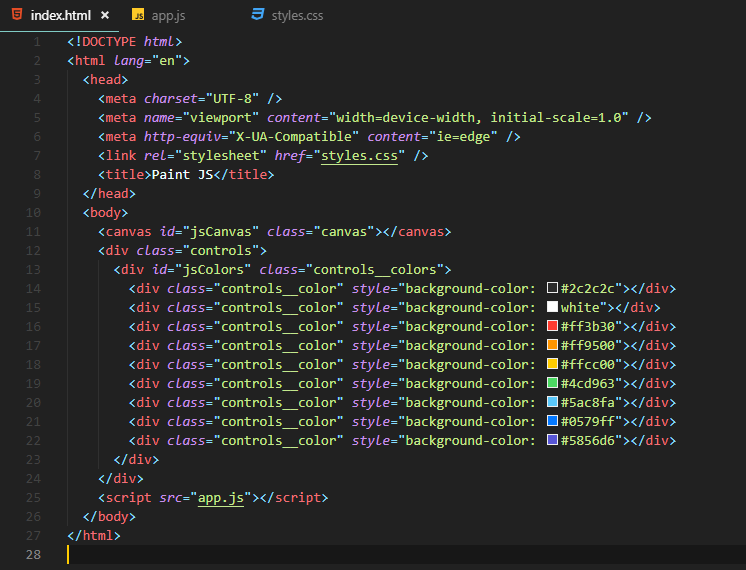 index.html × app.js styles.css
1 <!DOCTYPE html>
2 <html lang="en">
3 <head>
4 <meta charset="UTF-8" />
5 <meta name="viewport" content="width=device-width, initial-scale=1.0" />
6 <meta http-equiv="X-UA-Compatible" content="ie=edge" />
7 <link rel="stylesheet" href="styles.css" />
8 <title>Paint JS</title>
9 </head>
10 <body>
11 <canvas id="jsCanvas" class="canvas"></canvas>
12 <div class="controls">
13 <div id="jsColors" class="controls__colors">
14 <div class="controls__color" style="background-color: #2c2c2c"></div>
15 <div class="controls__color" style="background-color: white"></div>
16 <div class="controls__color" style="background-color: #ff3b30"></div>
17 <div class="controls__color" style="background-color: #ff9500"></div>
18 <div class="controls__color" style="background-color: #ffcc00"></div>
19 <div class="controls__color" style="background-color: #4cd963"></div>
20 <div class="controls__color" style="background-color: #5ac8fa"></div>
21 <div class="controls__color" style="background-color: #0579ff"></div>
22 <div class="controls__color" style="background-color: #5856d6"></div>
23 </div>
24 </div>
25 <script src="app.js"></script>
26 </body>
27 </html>
28